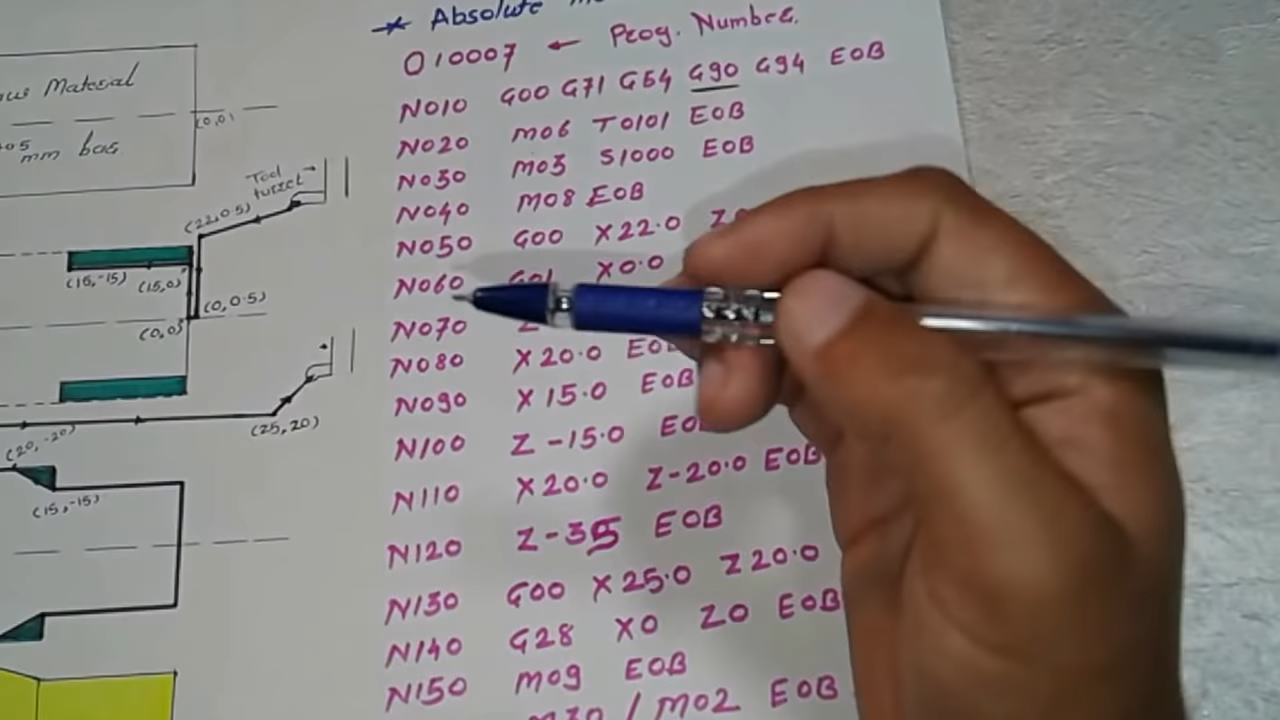 * Absolute
O10007 ← Prog. Number.
N010 G00 G71 G54 G90 G94 EOB
N020 M06 T0101 EOB
N030 M03 S1000 EOB
N040 M08 EOB
N050 G00 X22.0
N060 G01 X0.0
N070 Z
N080 X20.0 EOB
N090 X15.0 EOB
N100 Z-15.0
N110 X20.0 Z-20.0 EOB
N120 Z-35 EOB
N130 G00 X25.0 Z20.0
N140 G28 X0 Z0 EOB
N150 M09 EOB
M30 / M02 EOB
Material
mm bar
(0,0)
Tool
turret
(22,0.5)
(15,-15)
(15,0)
(0,0.5)
(0,0)
(25,20)
(20,-20)
(15,-15)